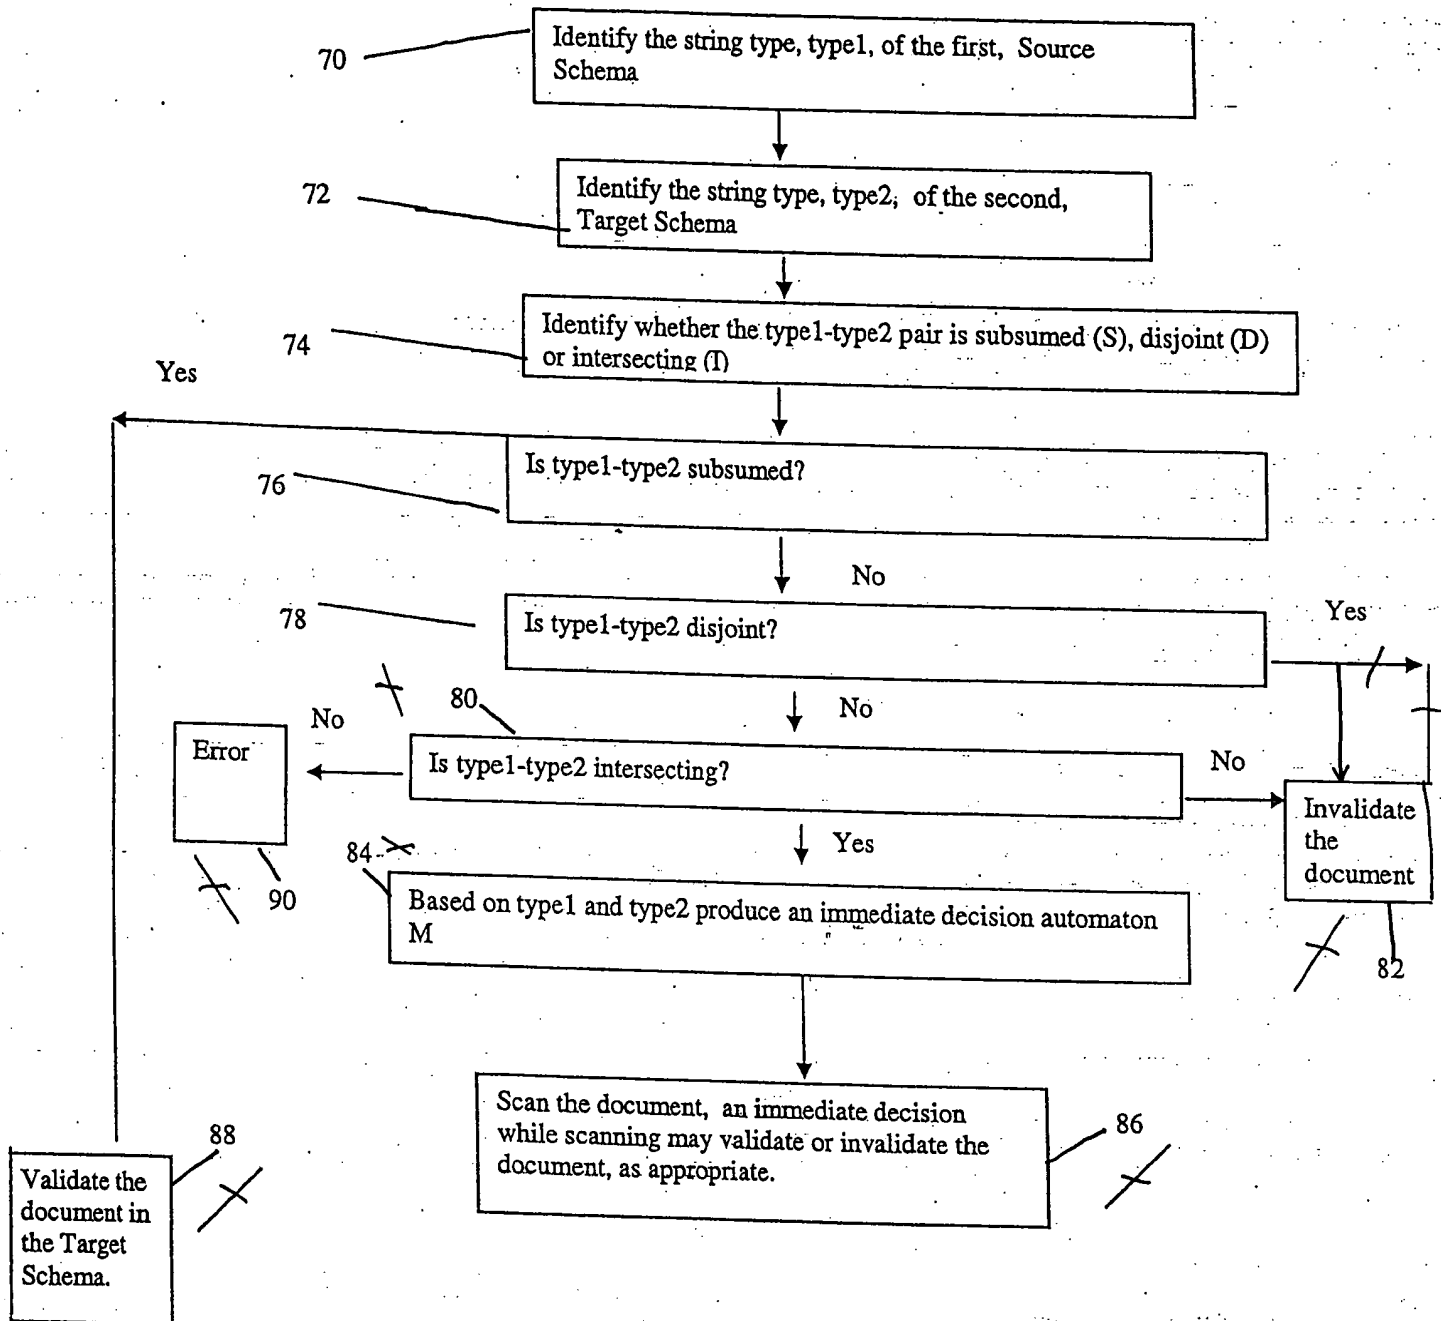 70
Identify the string type, type1, of the first, Source
Schema
72
Identify the string type, type2, of the second,
Target Schema
74
Identify whether the type1-type2 pair is subsumed (S), disjoint (D)
or intersecting (I)
Yes
76
Is type1-type2 subsumed?
No
78
Is type1-type2 disjoint?
Yes
80
No
No
Error
Is type1-type2 intersecting?
No
Invalidate
the
document
84
Yes
90
Based on type1 and type2 produce an immediate decision automaton
M
82
Scan the document, an immediate decision
while scanning may validate or invalidate the
document, as appropriate.
86
88
Validate the
document in
the Target
Schema.